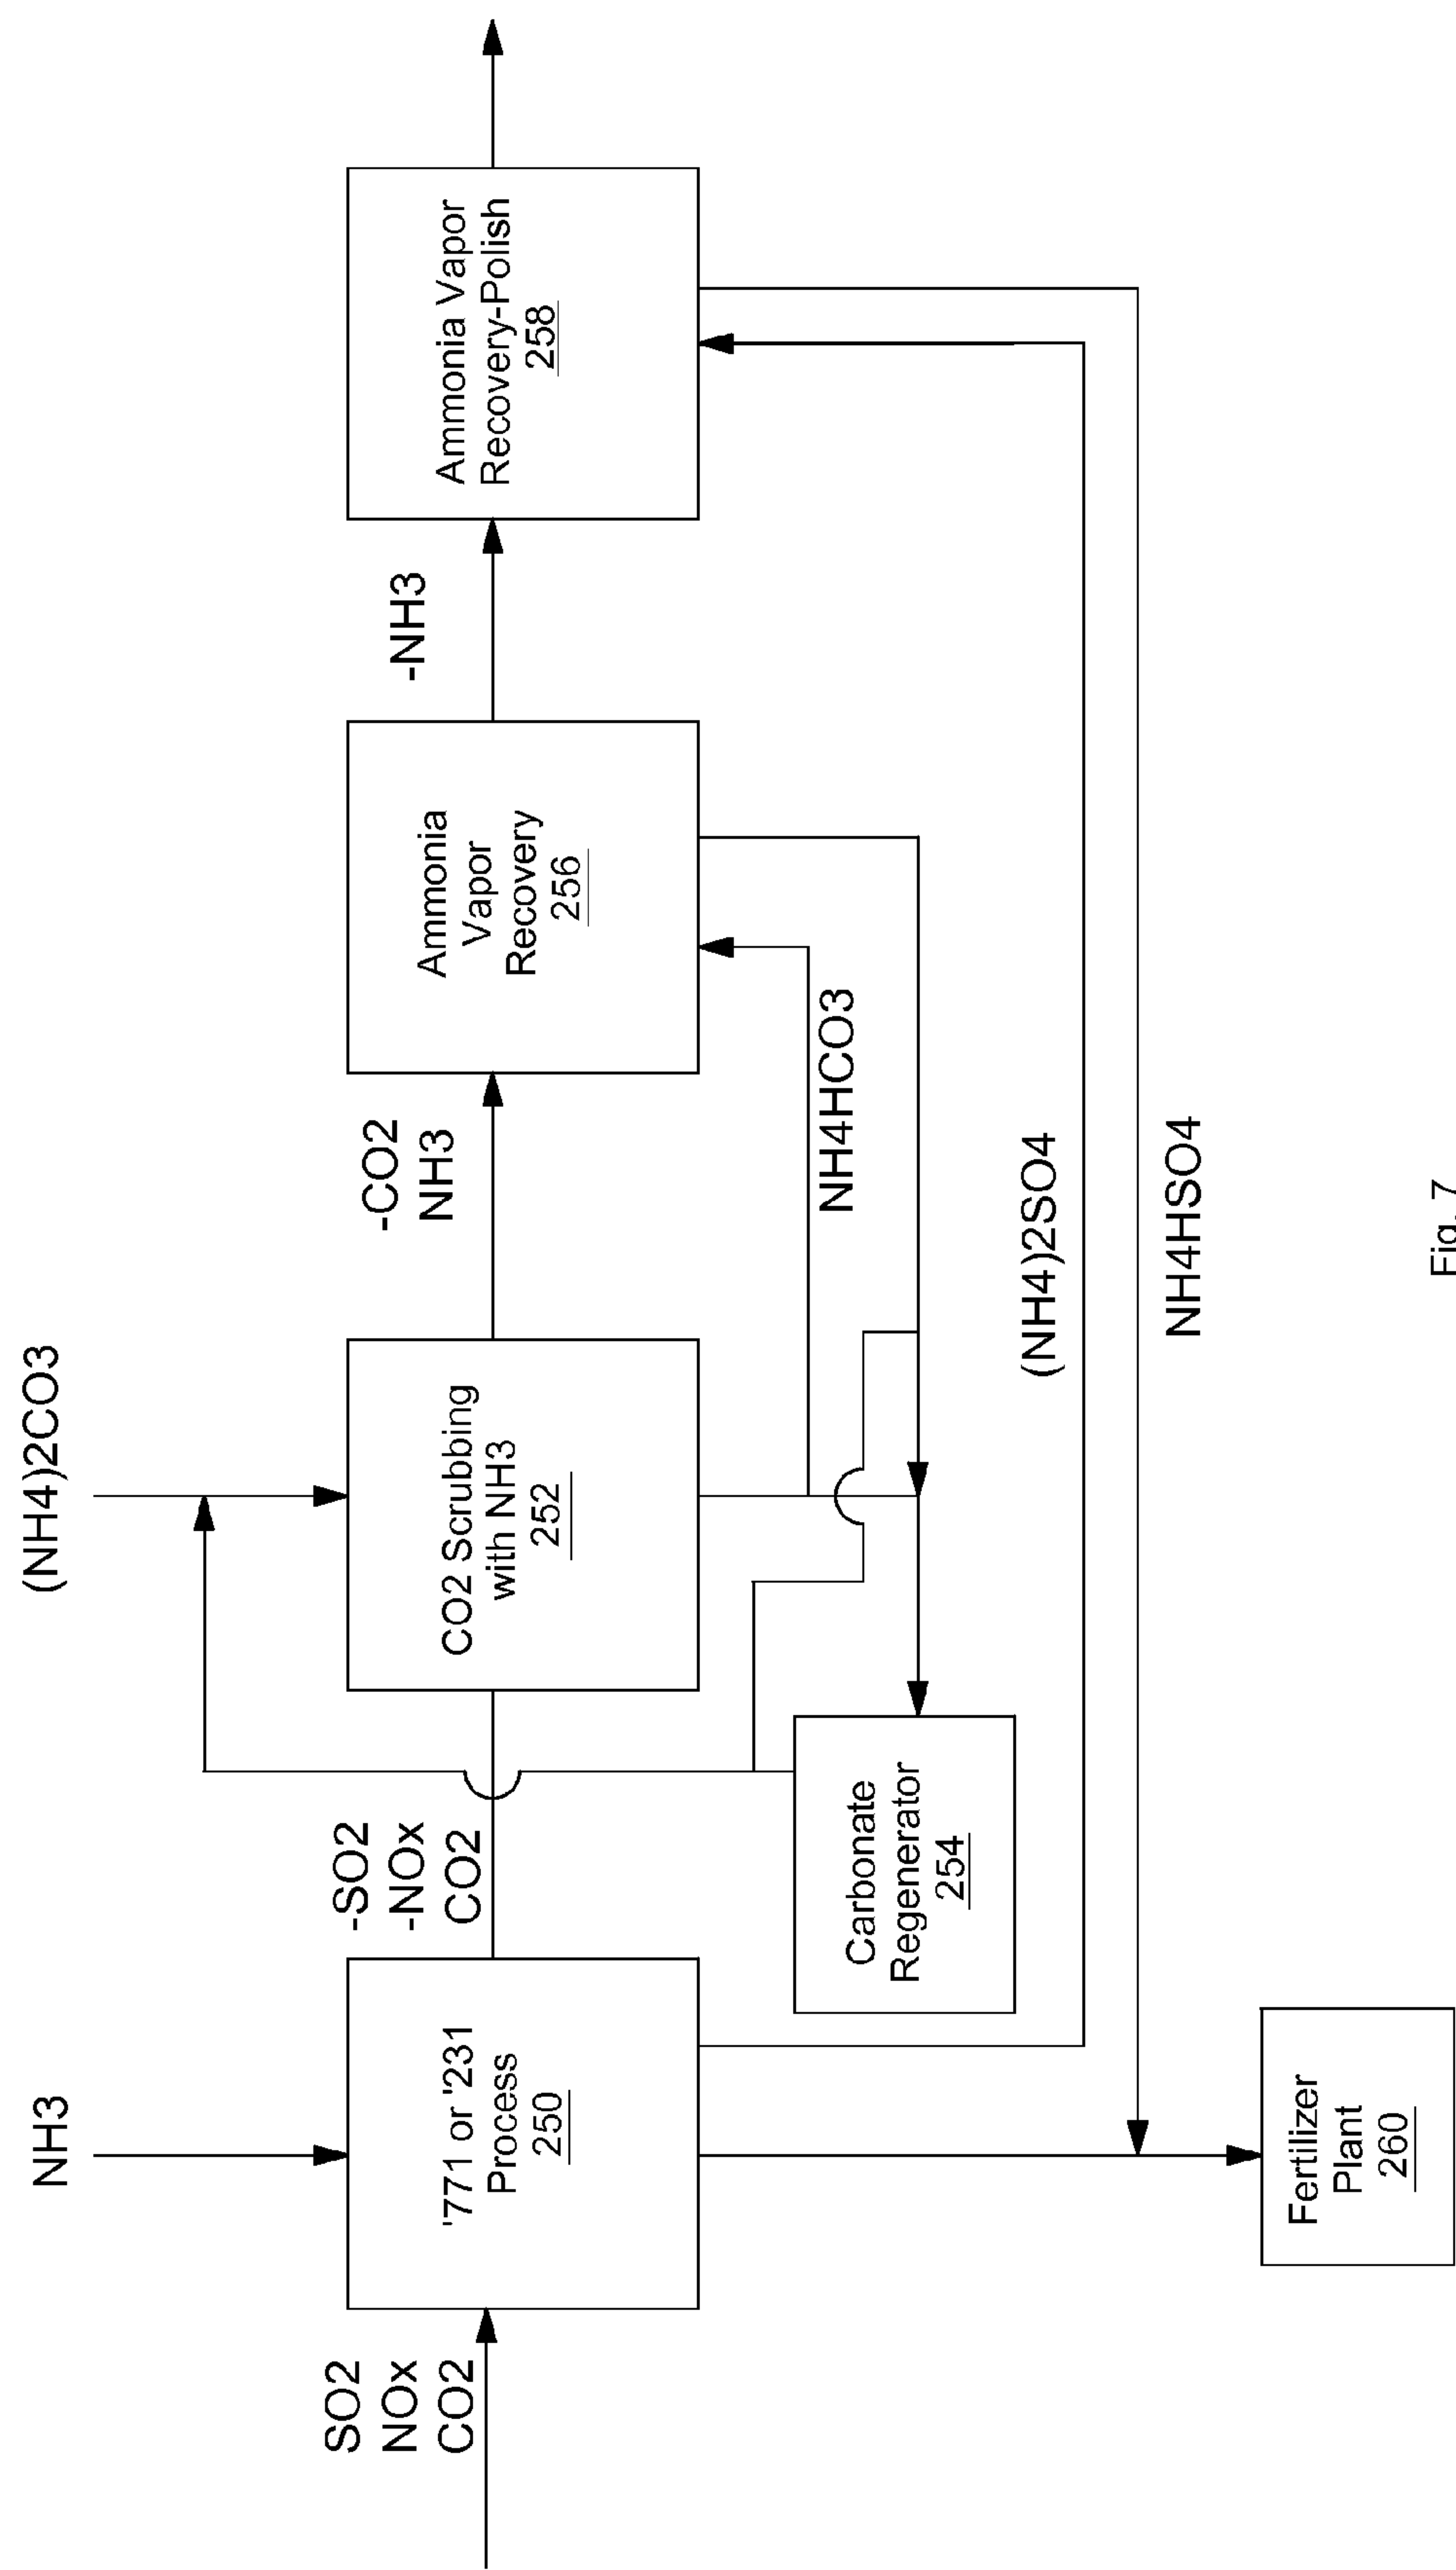 NH3
(NH4)2CO3
SO2
NOx
CO2
'771 or '231
Process
250
-SO2
-NOx
CO2
CO2 Scrubbing
with NH3
252
-CO2
NH3
Ammonia
Vapor
Recovery
256
-NH3
Ammonia Vapor
Recovery-Polish
258
Carbonate
Regenerator
254
NH4HCO3
(NH4)2SO4
NH4HSO4
Fertilizer
Plant
260
Fig. 7